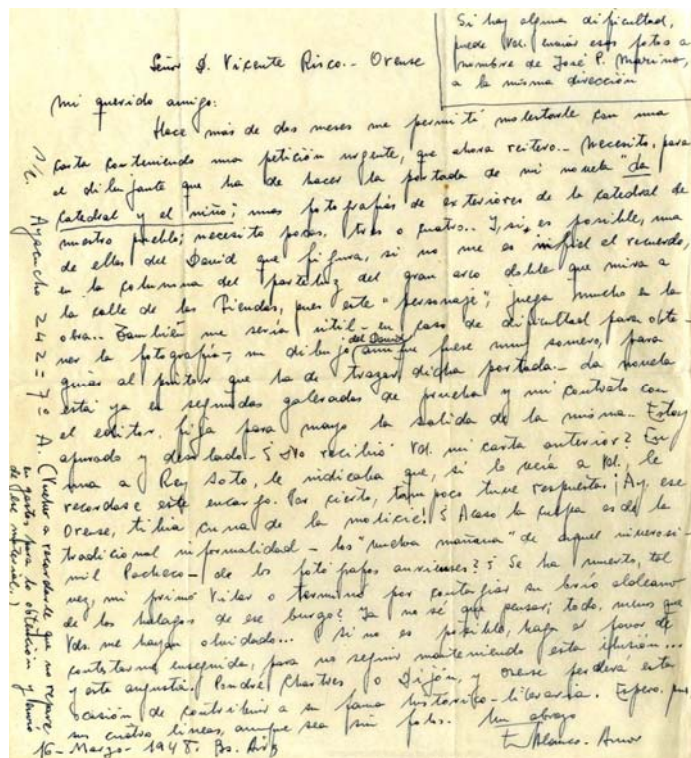 Si hay alguna dificultad,
puede Vd. enviar esas fotos a
nombre de José P. Mariño,
a la misma dirección
Señor D. Vicente Risco.- Orense
Mi querido amigo:
Hace más de dos meses me permití molestarle con una
carta conteniendo una petición urgente, que ahora reitero.- Necesito, para
el dibujante que ha de hacer la portada de mi novela "La
catedral y el niño", unas fotografías de exteriores de la catedral de
nuestro pueblo; necesito pocas, tres o cuatro.. Y, si es posible, una
de ellas del David que figura, si no me es infiel el recuerdo,
en la columna del parteluz del gran arco doble que mira a
la calle de las Tiendas, pues este "personaje", juega mucho en la
obra.. También me sería útil - en caso de dificultad para obte-
ner la fotografía -, un dibujo del David aunque fuese muy somero, para
guiar al pintor que ha de trazar dicha portada.- La novela
está ya en segundas galeradas de prueba y mi contrato con
el editor fija para mayo la salida de la misma.. Estoy
apurado y desolado.- ¿No recibió Vd. mi carta anterior? En
una a Rey Soto, le indicaba que, si lo veía a Vd., le
recordase este encargo. Por cierto, tampoco tuve respuesta; ¡Ay, ese
Orense, tibia cuna de la molicie! ¿Acaso la culpa es de la
tradicional informalidad - los "vuelva mañana" de aquel inverosí-
mil Pacheco - de los fotógrafos aurienses? ¿Se ha muerto, tal
vez, mi primo Vilar o terminó por contagiar su brío aldeano
de los halagos de ese burgo? Ya no sé que pensar; todo, menos que
Vds. me hayan olvidado... Si no es posible, haga el favor de
contestarme enseguida, para no seguir manteniendo esta ilusión...
y esta angustia. Pondré Chartres o Dijón, y Orense perderá esta
ocasión de contribuir a su fama histórico-literaria. Espero, pues,
sus cuatro líneas, aunque sea sin fotos. Un abrazo
E. Blanco-Amor
16-Marzo-1948. Bs. Airs
s/c. Ayacucho 242 = 7º A. (Vuelvo a recordarle que no repare
en gastos para la obtención y envío
de ese material.)